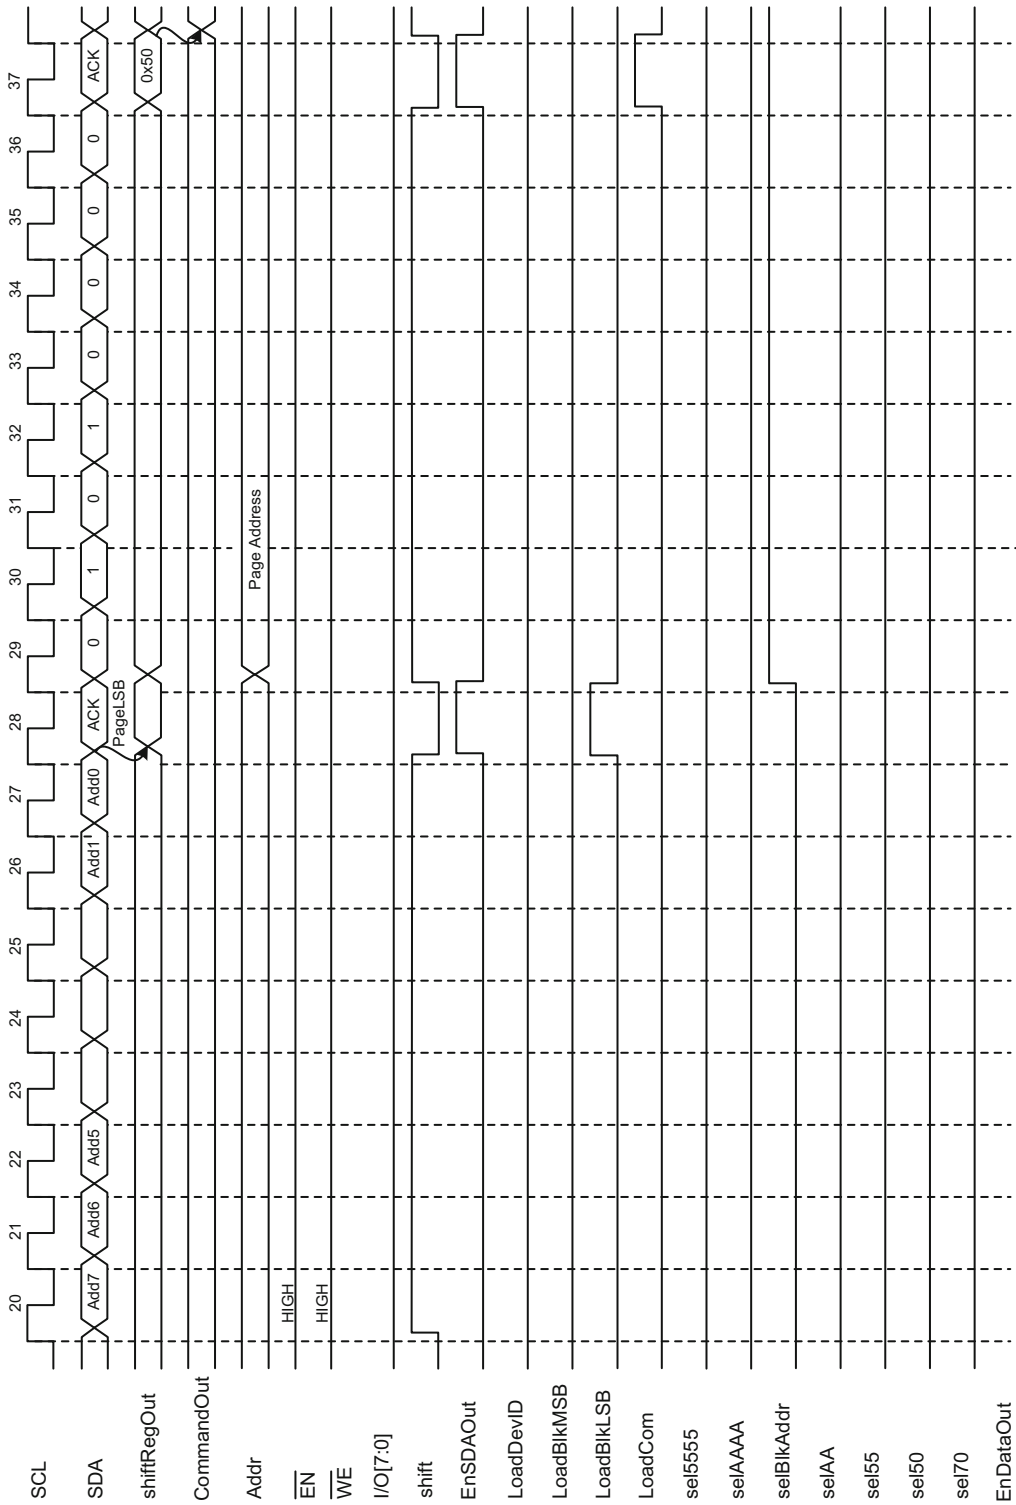 SCL 20 21 22 23 24 25 26 27 28 29 30 31 32 33 34 35 36 37
SDA Add7 Add6 Add5 Add1 Add0 ACK 0 1 0 1 0 0 0 0 ACK
PageLSB
shiftRegOut 0x50
CommandOut
Addr Page Address
EN HIGH
WE HIGH
I/O[7:0]
shift
EnSDAOut
LoadDevID
LoadBlkMSB
LoadBlkLSB
LoadCom
sel5555
selAAAA
selBlkAddr
selAA
sel55
sel50
sel70
EnDataOut